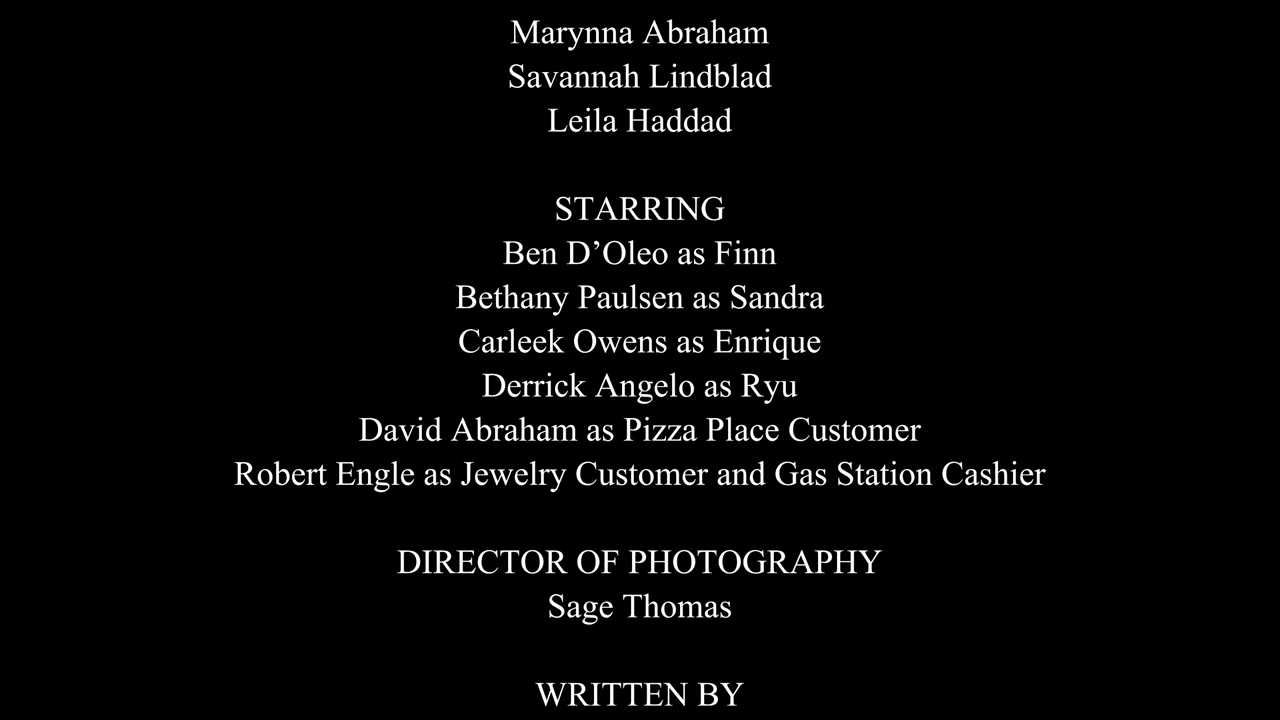 Marynna Abraham
Savannah Lindblad
Leila Haddad
STARRING
Ben D’Oleo as Finn
Bethany Paulsen as Sandra
Carleek Owens as Enrique
Derrick Angelo as Ryu
David Abraham as Pizza Place Customer
Robert Engle as Jewelry Customer and Gas Station Cashier
DIRECTOR OF PHOTOGRAPHY
Sage Thomas
WRITTEN BY